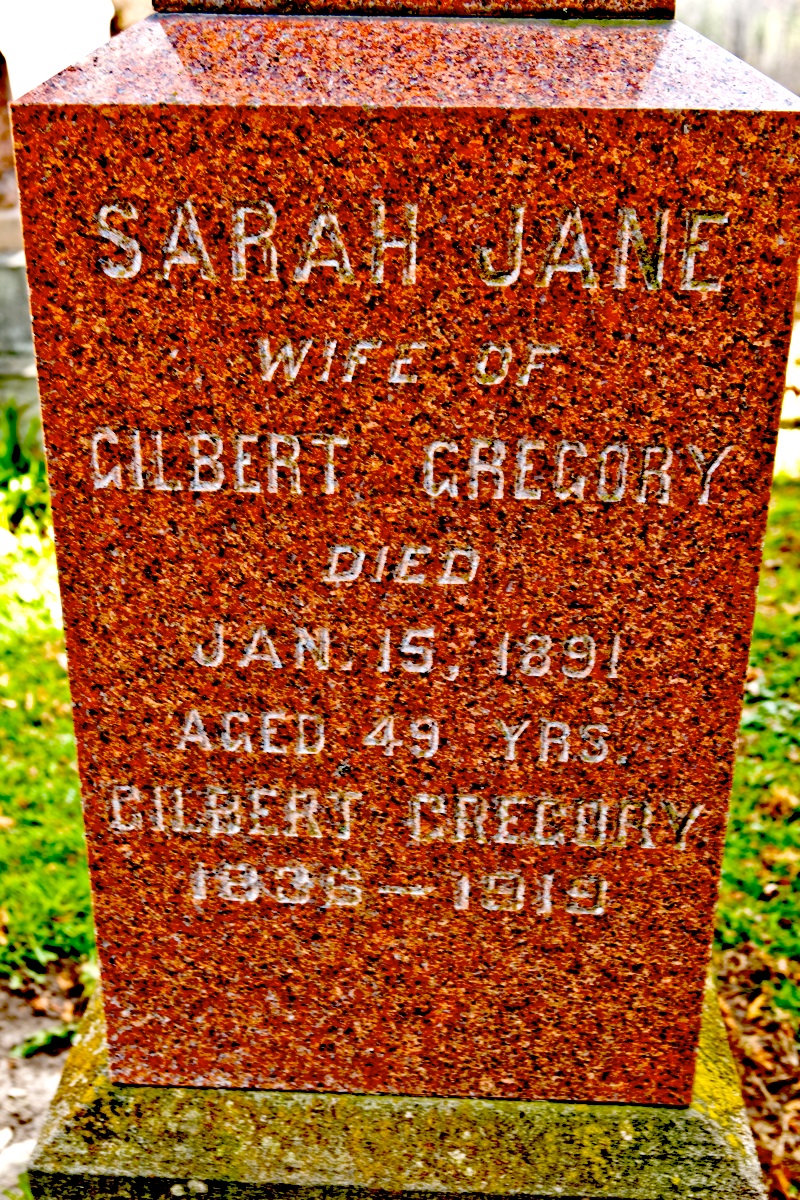 SARAH JANE
WIFE OF
GILBERT GREGORY
DIED
JAN. 15, 1891
AGED 49 YRS.
GILBERT GREGORY
1836 — 1919